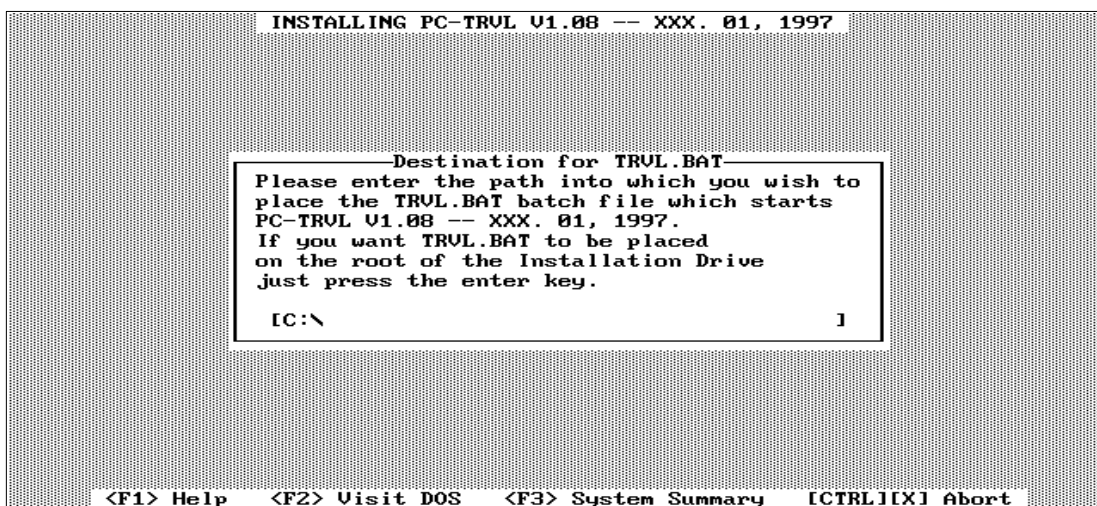 INSTALLING PC-TRVL V1.08 -- XXX. 01, 1997
Destination for TRVL.BAT
Please enter the path into which you wish to
place the TRVL.BAT batch file which starts
PC-TRVL V1.08 -- XXX. 01, 1997.
If you want TRVL.BAT to be placed
on the root of the Installation Drive
just press the enter key.
[C:\ ]
<F1> Help <F2> Visit DOS <F3> System Summary [CTRL][X] Abort